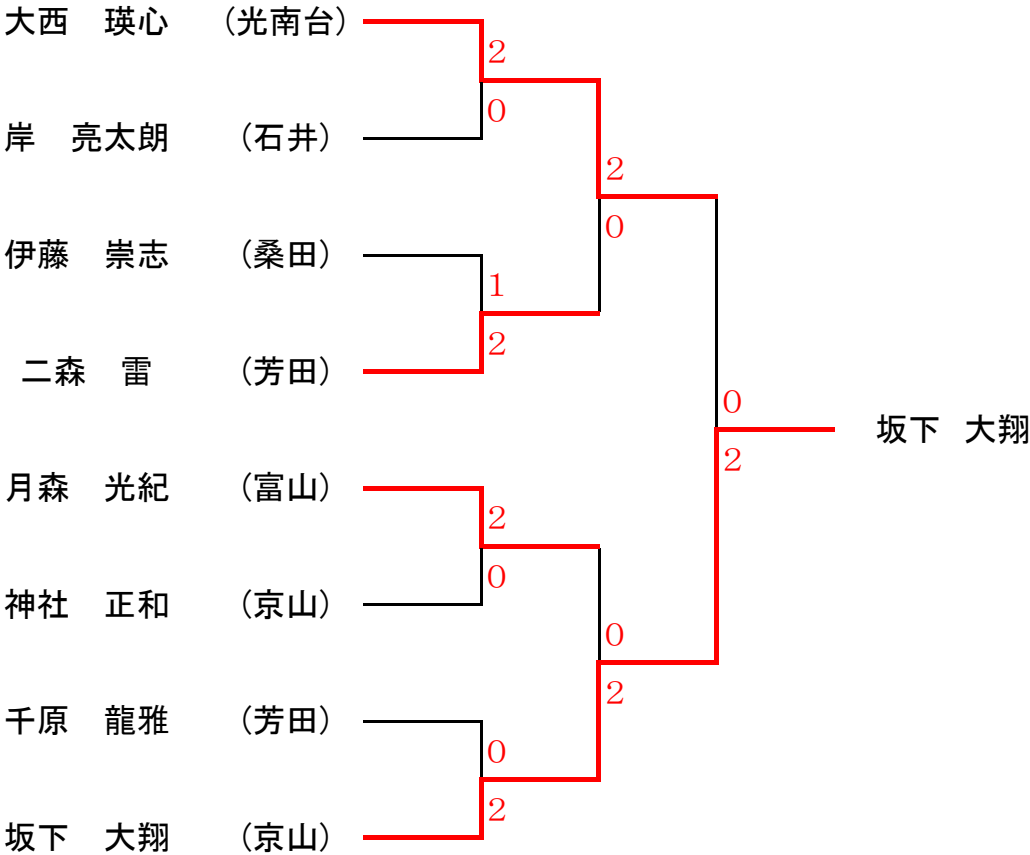 大西　瑛心　（光南台）
2
0
岸　亮太朗　（石井）
2
0
伊藤　崇志　（桑田）
1
2
二森　雷　（芳田）
0
2
坂下　大翔
月森　光紀　（富山）
2
0
神社　正和　（京山）
0
2
千原　龍雅　（芳田）
0
2
坂下　大翔　（京山）